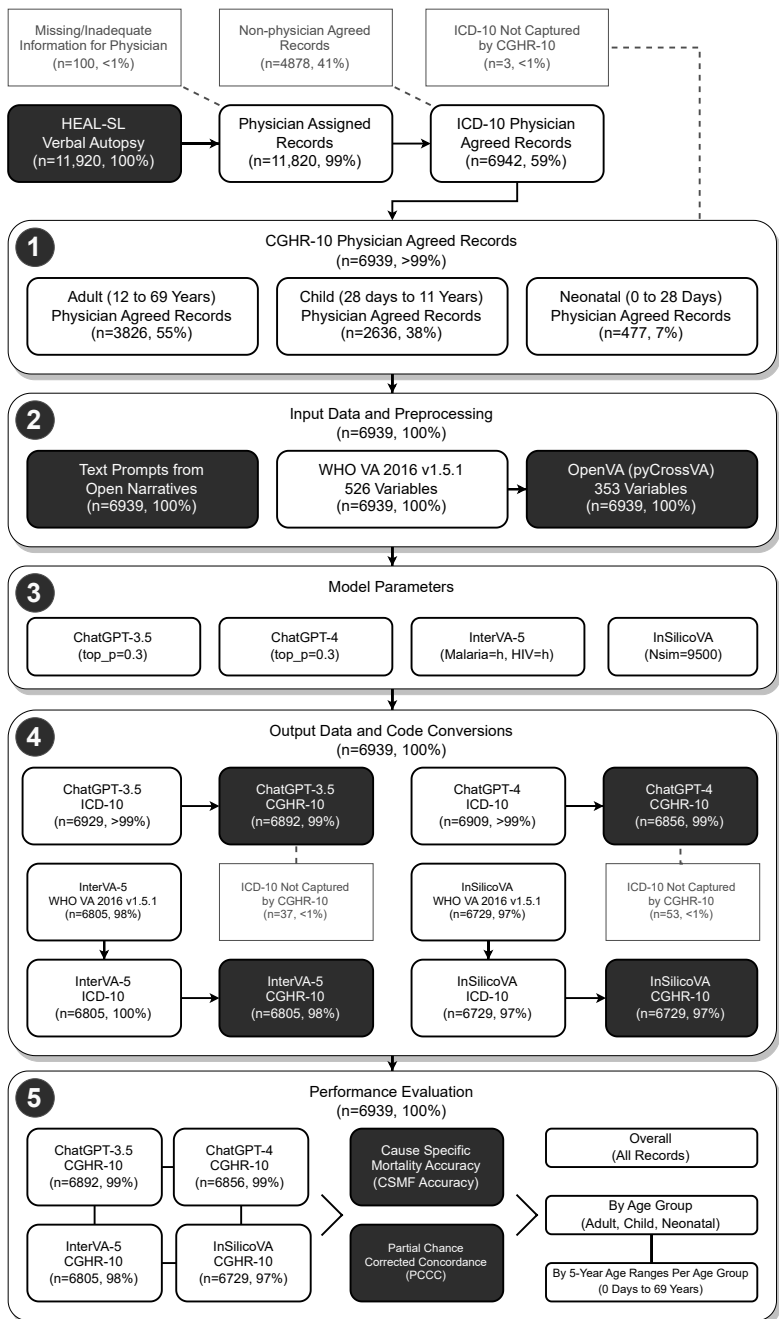 Missing/Inadequate
Information for Physician
(n=100, <1%)
Non-physician Agreed
Records
(n=4878, 41%)
ICD-10 Not Captured
by CGHR-10
(n=3, <1%)
HEAL-SL
Verbal Autopsy
(n=11,920, 100%)
Physician Assigned
Records
(n=11,820, 99%)
ICD-10 Physician
Agreed Records
(n=6942, 59%)
1
CGHR-10 Physician Agreed Records
(n=6939, >99%)
Adult (12 to 69 Years)
Physician Agreed Records
(n=3826, 55%)
Child (28 days to 11 Years)
Physician Agreed Records
(n=2636, 38%)
Neonatal (0 to 28 Days)
Physician Agreed Records
(n=477, 7%)
2
Input Data and Preprocessing
(n=6939, 100%)
Text Prompts from
Open Narratives
(n=6939, 100%)
WHO VA 2016 v1.5.1
526 Variables
(n=6939, 100%)
OpenVA (pyCrossVA)
353 Variables
(n=6939, 100%)
3
Model Parameters
ChatGPT-3.5
(top_p=0.3)
ChatGPT-4
(top_p=0.3)
InterVA-5
(Malaria=h, HIV=h)
InSilicoVA
(Nsim=9500)
4
Output Data and Code Conversions
(n=6939, 100%)
ChatGPT-3.5
ICD-10
(n=6929, >99%)
ChatGPT-3.5
CGHR-10
(n=6892, 99%)
ChatGPT-4
ICD-10
(n=6909, >99%)
ChatGPT-4
CGHR-10
(n=6856, 99%)
InterVA-5
WHO VA 2016 v1.5.1
(n=6805, 98%)
ICD-10 Not Captured
by CGHR-10
(n=37, <1%)
InSilicoVA
WHO VA 2016 v1.5.1
(n=6729, 97%)
ICD-10 Not Captured
by CGHR-10
(n=53, <1%)
InterVA-5
ICD-10
(n=6805, 100%)
InterVA-5
CGHR-10
(n=6805, 98%)
InSilicoVA
ICD-10
(n=6729, 97%)
InSilicoVA
CGHR-10
(n=6729, 97%)
5
Performance Evaluation
(n=6939, 100%)
ChatGPT-3.5
CGHR-10
(n=6892, 99%)
ChatGPT-4
CGHR-10
(n=6856, 99%)
InterVA-5
CGHR-10
(n=6805, 98%)
InSilicoVA
CGHR-10
(n=6729, 97%)
Cause Specific
Mortality Accuracy
(CSMF Accuracy)
Partial Chance
Corrected Concordance
(PCCC)
Overall
(All Records)
By Age Group
(Adult, Child, Neonatal)
By 5-Year Age Ranges Per Age Group
(0 Days to 69 Years)